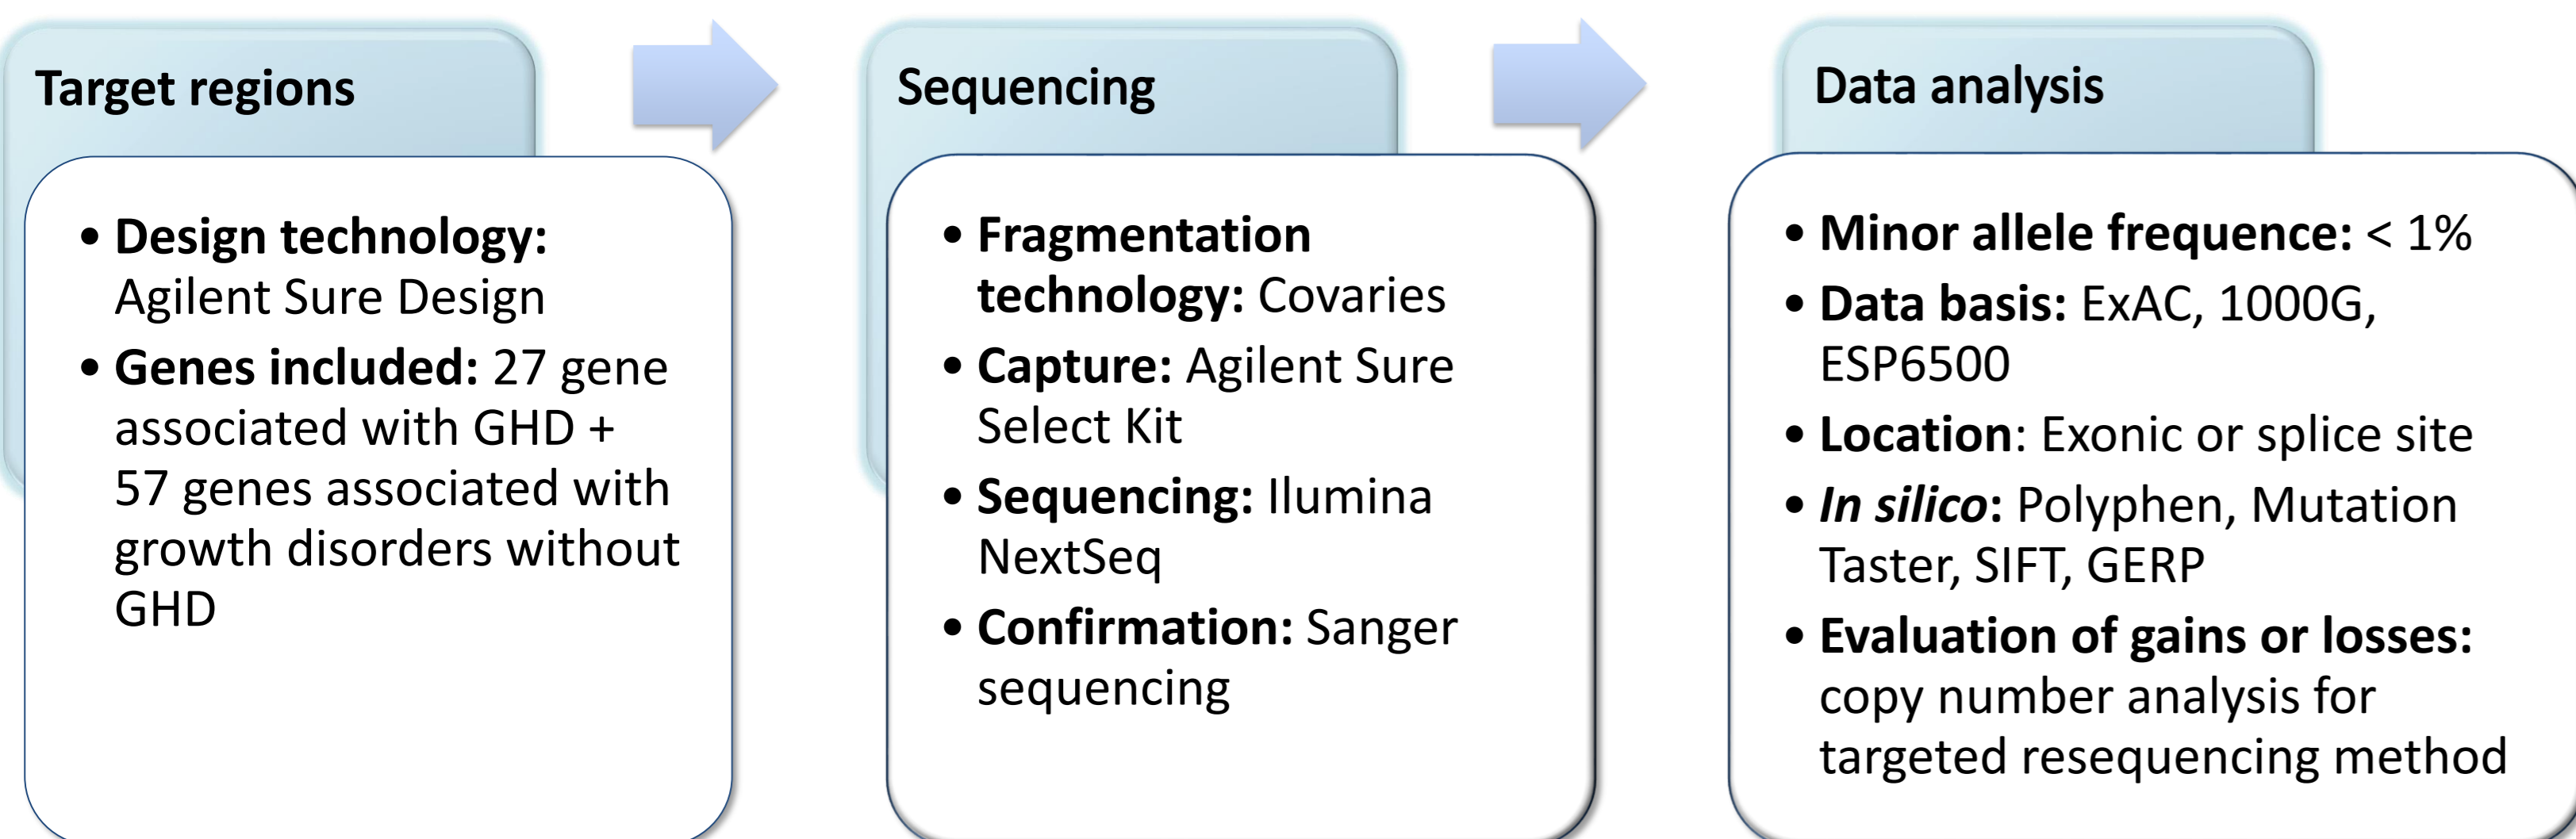 Target regions
• Design technology:
Agilent Sure Design
• Genes included: 27 gene
associated with GHD +
57 genes associated with
growth disorders without
GHD
Sequencing
• Fragmentation
technology: Covaries
• Capture: Agilent Sure
Select Kit
• Sequencing: Ilumina
NextSeq
• Confirmation: Sanger
sequencing
Data analysis
• Minor allele frequence: < 1%
• Data basis: ExAC, 1000G,
ESP6500
• Location: Exonic or splice site
• In silico: Polyphen, Mutation
Taster, SIFT, GERP
• Evaluation of gains or losses:
copy number analysis for
targeted resequencing method